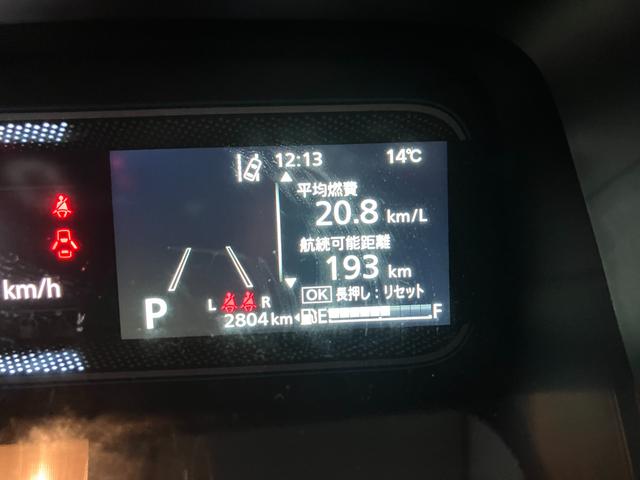 12:13 14℃
平均燃費
20.8 km/L
航続可能距離
193 km
OK 長押し：リセット
km/h
P
L R
2804 km E F